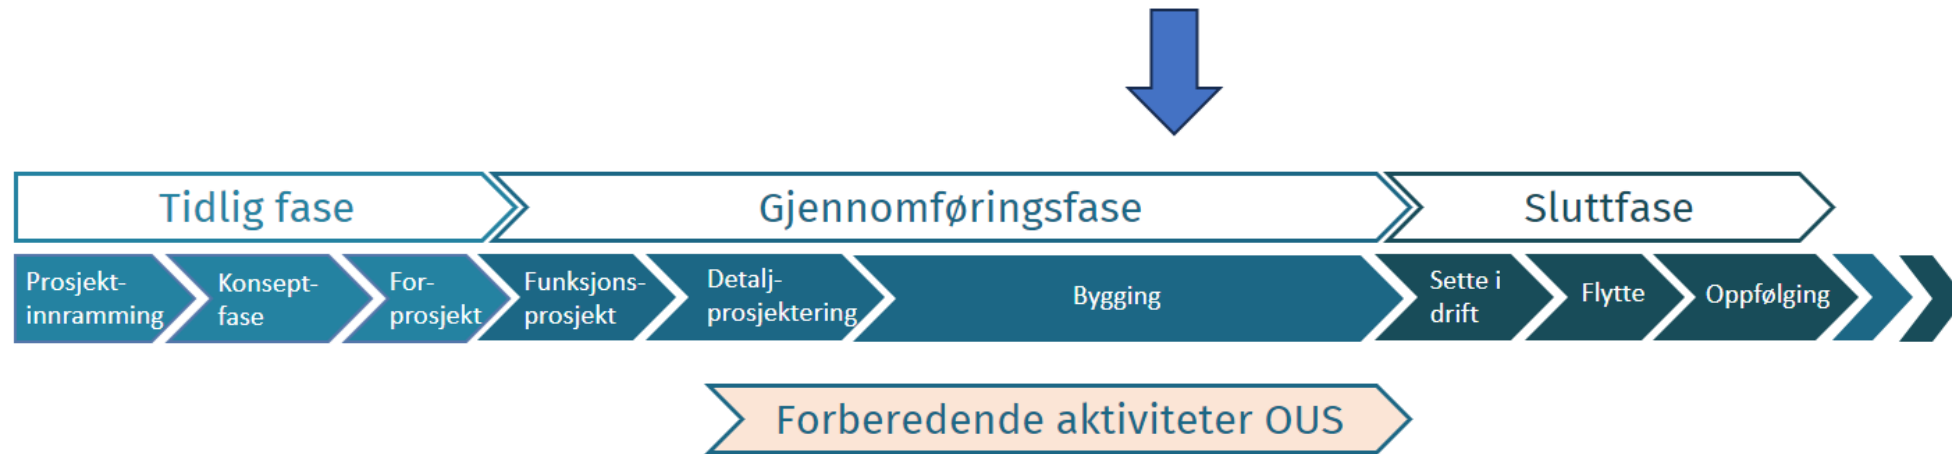 Tidlig fase
Gjennomføringsfase
Sluttfase
Prosjekt-
innramming
Konsept-
fase
For-
prosjekt
Funksjons-
prosjekt
Detalj-
prosjektering
Bygging
Sette i
drift
Flytte
Oppfølging
Forberedende aktiviteter OUS